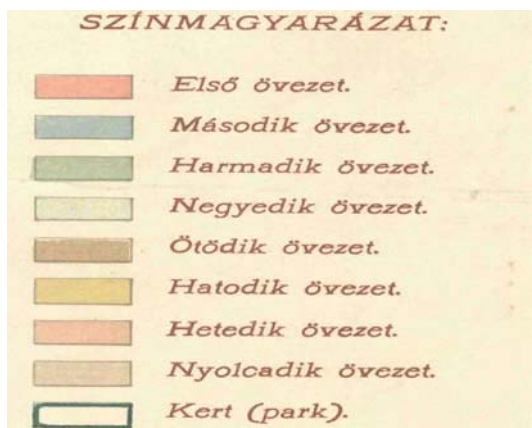 SZÍNMAGYARÁZAT:
Első övezet.
Második övezet.
Harmadik övezet.
Negyedik övezet.
Ötödik övezet.
Hatodik övezet.
Hetedik övezet.
Nyolcadik övezet.
Kert (park).